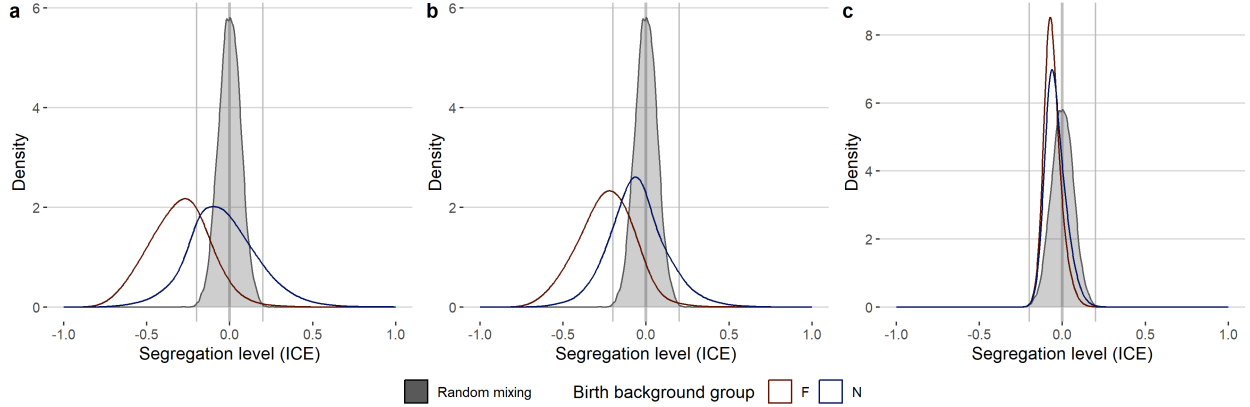 a
6
4
2
0
Density
-1.0 -0.5 0.0 0.5 1.0
Segregation level (ICE)
b
6
4
2
0
Density
-1.0 -0.5 0.0 0.5 1.0
Segregation level (ICE)
c
8
6
4
2
0
Density
-1.0 -0.5 0.0 0.5 1.0
Segregation level (ICE)
Random mixing Birth background group F N